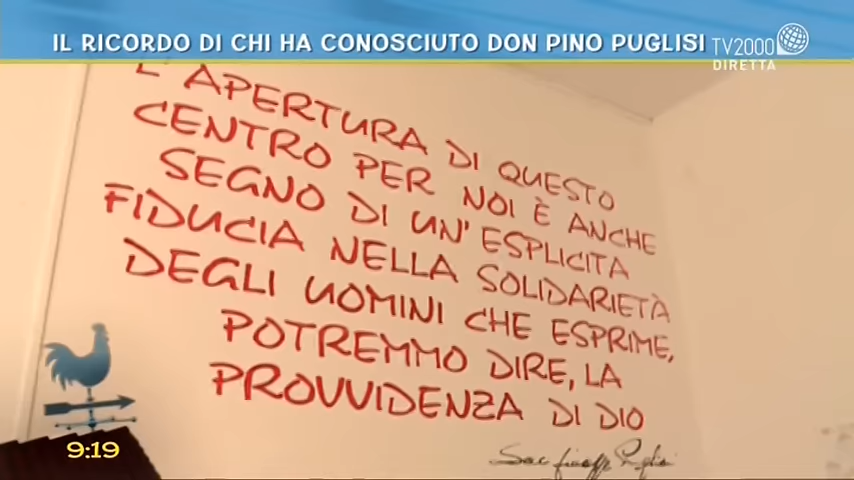 IL RICORDO DI CHI HA CONOSCIUTO DON PINO PUGLISI
TV2000
DIRETTA
L'APERTURA DI QUESTO
CENTRO PER NOI È ANCHE
SEGNO DI UN' ESPLICITA
FIDUCIA NELLA SOLIDARIETÀ
DEGLI UOMINI CHE ESPRIME,
POTREMMO DIRE, LA
PROVVIDENZA DI DIO
9:19